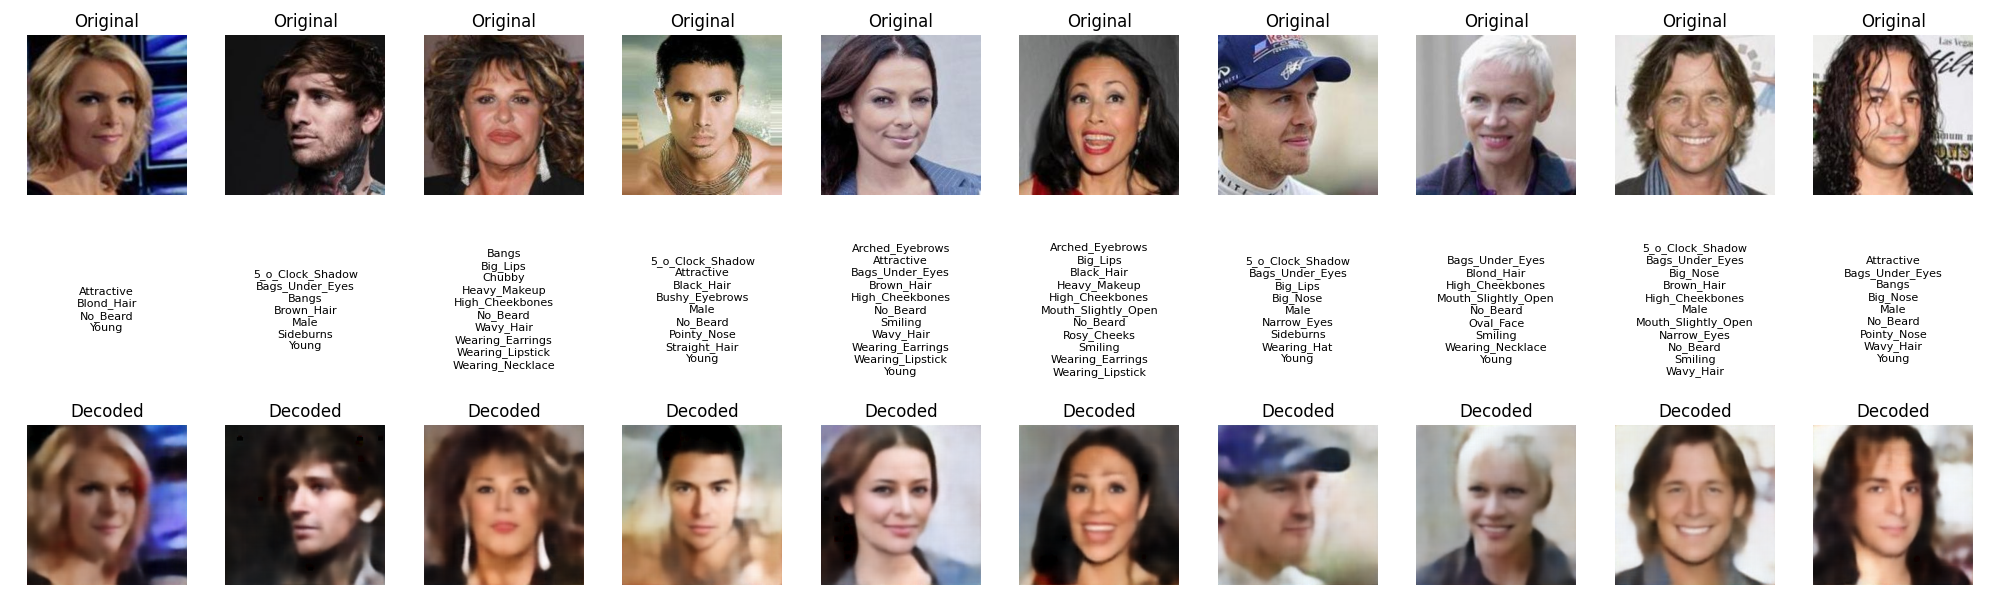 Original Original Original Original Original Original Original Original Original Original
Las Vegas
Hilt
INITI
Attractive
Blond_Hair
No_Beard
Young
5_o_Clock_Shadow
Bags_Under_Eyes
Bangs
Brown_Hair
Male
Sideburns
Young
Bangs
Big_Lips
Chubby
Heavy_Makeup
High_Cheekbones
No_Beard
Wavy_Hair
Wearing_Earrings
Wearing_Lipstick
Wearing_Necklace
5_o_Clock_Shadow
Attractive
Black_Hair
Bushy_Eyebrows
Male
No_Beard
Pointy_Nose
Straight_Hair
Young
Arched_Eyebrows
Attractive
Bags_Under_Eyes
Brown_Hair
High_Cheekbones
No_Beard
Smiling
Wavy_Hair
Wearing_Earrings
Wearing_Lipstick
Young
Arched_Eyebrows
Big_Lips
Black_Hair
Heavy_Makeup
High_Cheekbones
Mouth_Slightly_Open
No_Beard
Rosy_Cheeks
Smiling
Wearing_Earrings
Wearing_Lipstick
5_o_Clock_Shadow
Bags_Under_Eyes
Big_Lips
Big_Nose
Male
Narrow_Eyes
Sideburns
Wearing_Hat
Young
Bags_Under_Eyes
Blond_Hair
High_Cheekbones
Mouth_Slightly_Open
No_Beard
Oval_Face
Smiling
Wearing_Necklace
Young
5_o_Clock_Shadow
Bags_Under_Eyes
Big_Nose
Brown_Hair
High_Cheekbones
Male
Mouth_Slightly_Open
Narrow_Eyes
No_Beard
Smiling
Wavy_Hair
Attractive
Bags_Under_Eyes
Bangs
Big_Nose
Male
No_Beard
Pointy_Nose
Wavy_Hair
Young
Decoded Decoded Decoded Decoded Decoded Decoded Decoded Decoded Decoded Decoded